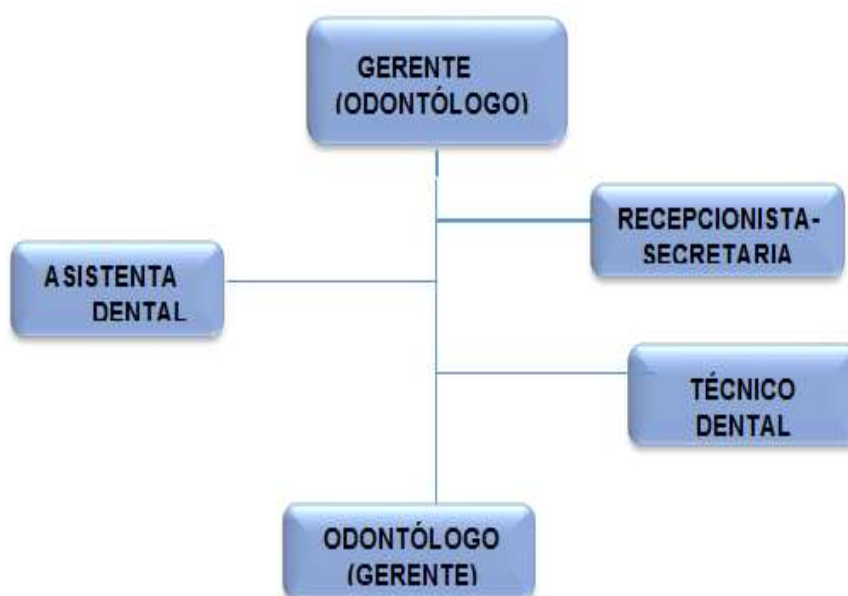 GERENTE
(ODONTÓLOGO)
RECEPCIONISTA-
SECRETARIA
ASISTENTA
DENTAL
TÉCNICO
DENTAL
ODONTÓLOGO
(GERENTE)